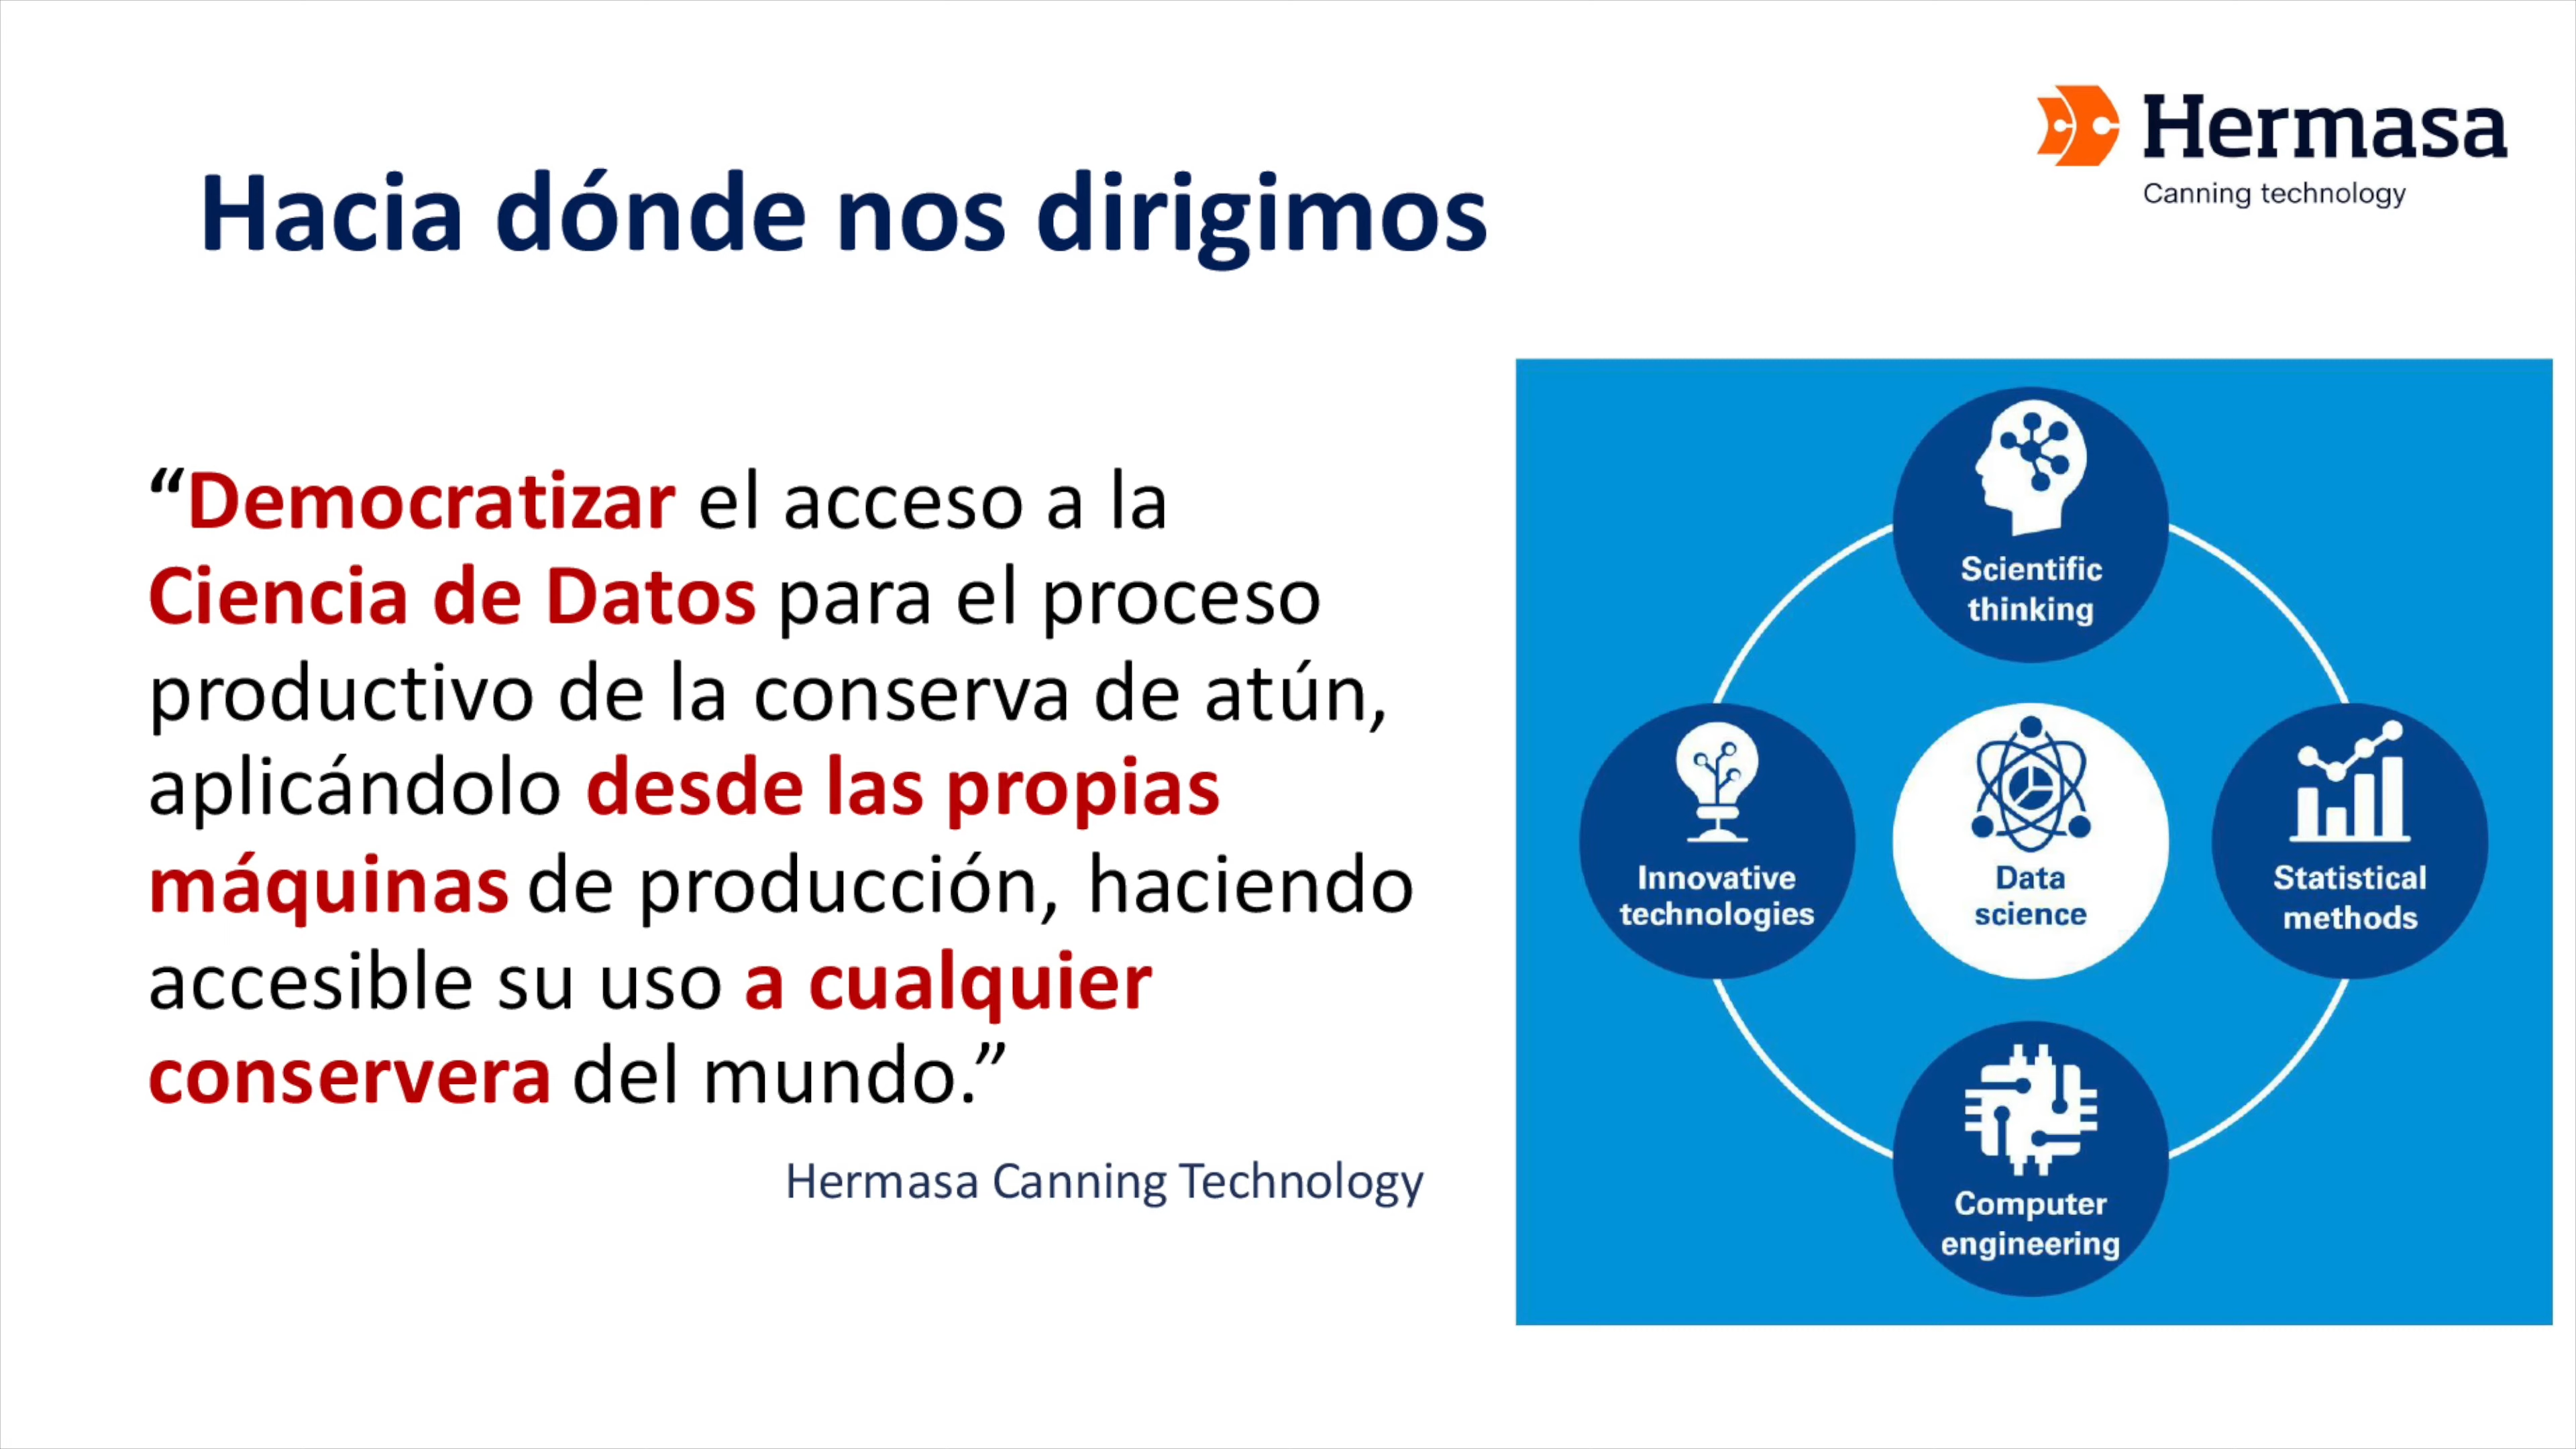 Hermasa
Canning technology
Hacia dónde nos dirigimos
“Democratizar el acceso a la
Ciencia de Datos para el proceso
productivo de la conserva de atún,
aplicándolo desde las propias
máquinas de producción, haciendo
accesible su uso a cualquier
conservera del mundo.”
Hermasa Canning Technology
Scientific
thinking
Innovative
technologies
Data
science
Statistical
methods
Computer
engineering